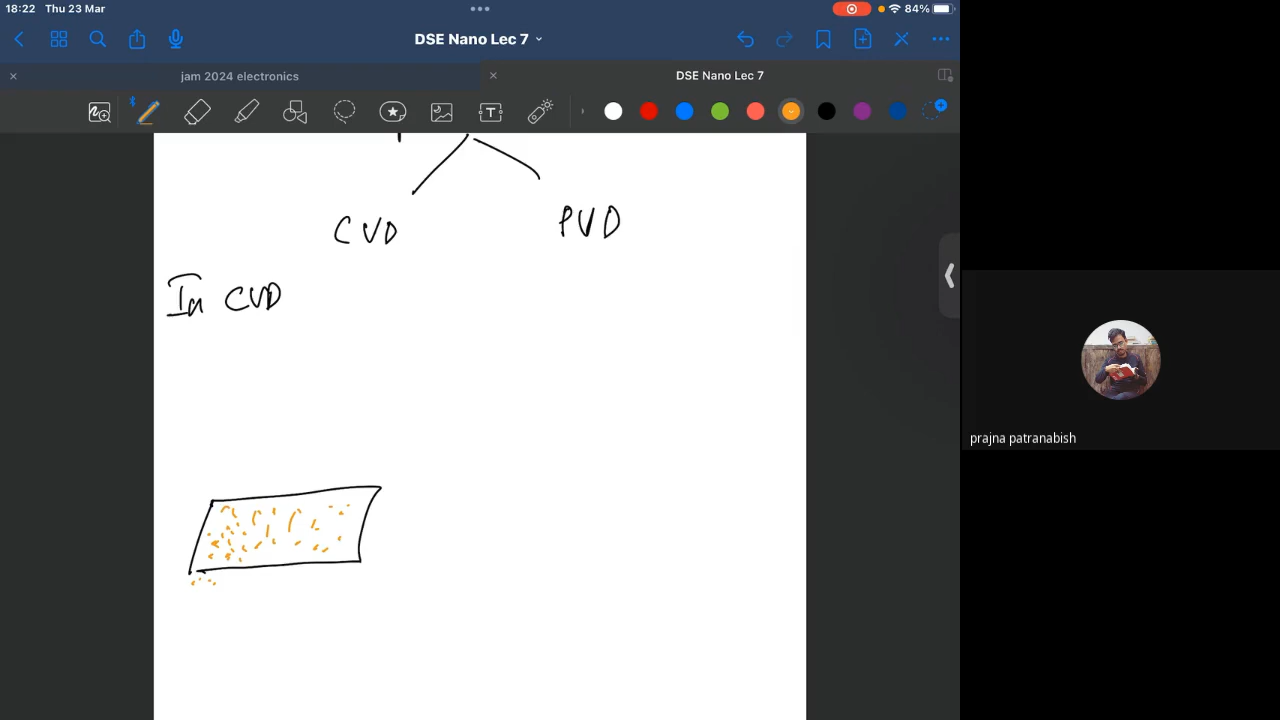 18:22 Thu 23 Mar
84%
DSE Nano Lec 7
jam 2024 electronics
DSE Nano Lec 7
T
CVD
PVD
In CVD
prajna patranabish